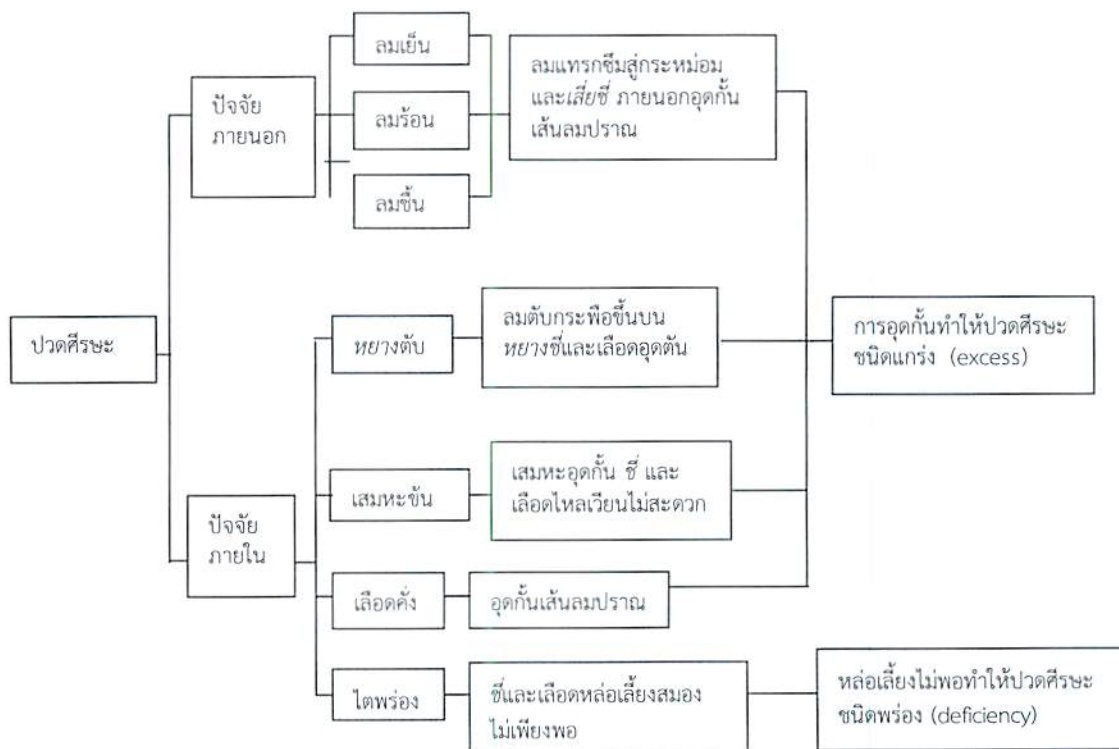 ปวดศีรษะ
ปัจจัย
ภายนอก
ลมเย็น
ลมร้อน
ลมชื้น
ลมแทรกซึมสู่กระหม่อม
และเสี่ยชี่ ภายนอกอุดกั้น
เส้นลมปราณ
ปัจจัย
ภายใน
หยางตับ
ลมตับกระพือขึ้นบน
หยางชี่และเลือดอุดตัน
เสมหะขัน
เสมหะอุดกั้น ชี่ และ
เลือดไหลเวียนไม่สะดวก
เลือดคั่ง
อุดกั้นเส้นลมปราณ
การอุดกั้นทำให้ปวดศีรษะ
ชนิดแกร่ง (excess)
ไตพร่อง
ชี่และเลือดหล่อเลี้ยงสมอง
ไม่เพียงพอ
หล่อเลี้ยงไม่พอทำให้ปวดศีรษะ
ชนิดพร่อง (deficiency)